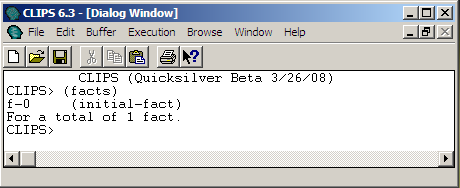 CLIPS 6.3 - [Dialog Window]
File Edit Buffer Execution Browse Window Help
CLIPS (Quicksilver Beta 3/26/08)
CLIPS> (facts)
f-0     (initial-fact)
For a total of 1 fact.
CLIPS>